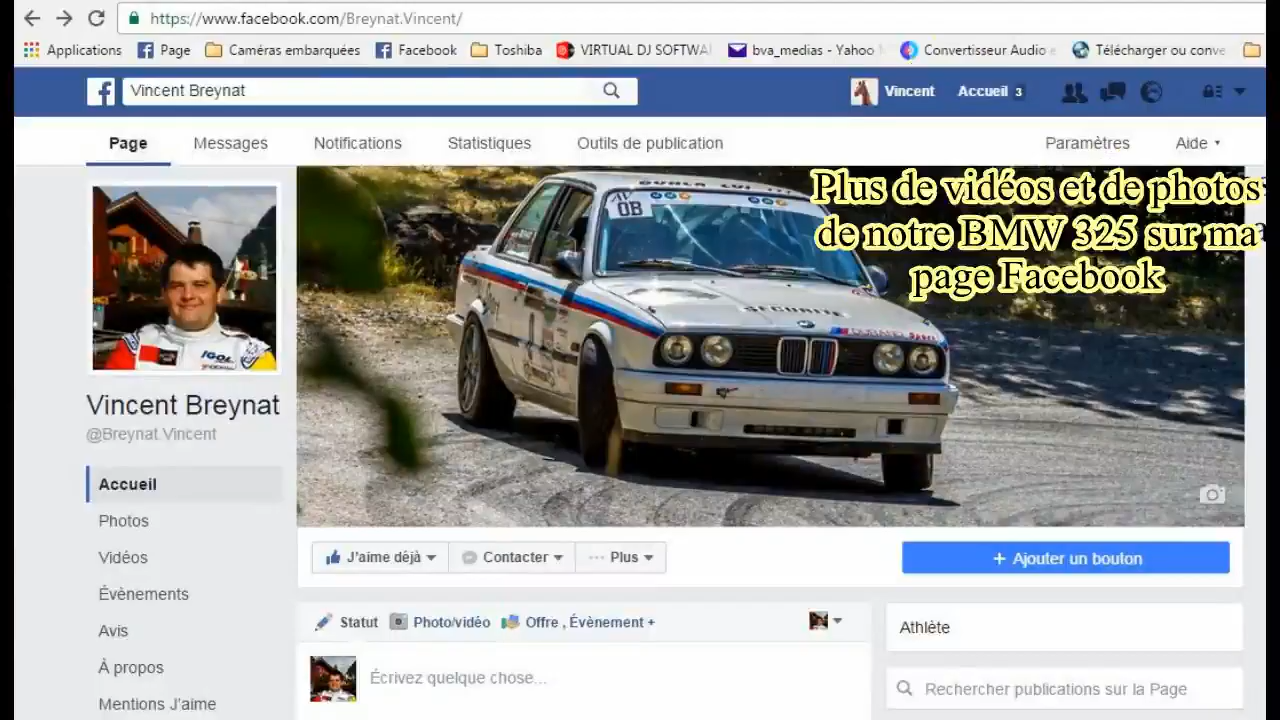 https://www.facebook.com/Breynat.Vincent/
Applications Page Caméras embarquées Facebook Toshiba VIRTUAL DJ SOFTWA bva_medias - Yahoo Convertisseur Audio e Télécharger ou conve
Vincent Breynat Vincent Accueil 3
Page Messages Notifications Statistiques Outils de publication Paramètres Aide
Plus de vidéos et de photos
de notre BMW 325 sur ma
page Facebook
OB
SECURITE
IGOL
Vincent Breynat
@Breynat.Vincent
Accueil
Photos
Vidéos
Évènements
Avis
À propos
Mentions J'aime
J'aime déjà Contacter Plus + Ajouter un bouton
Statut Photo/vidéo Offre , Évènement +
Écrivez quelque chose...
Athlète
Rechercher publications sur la Page